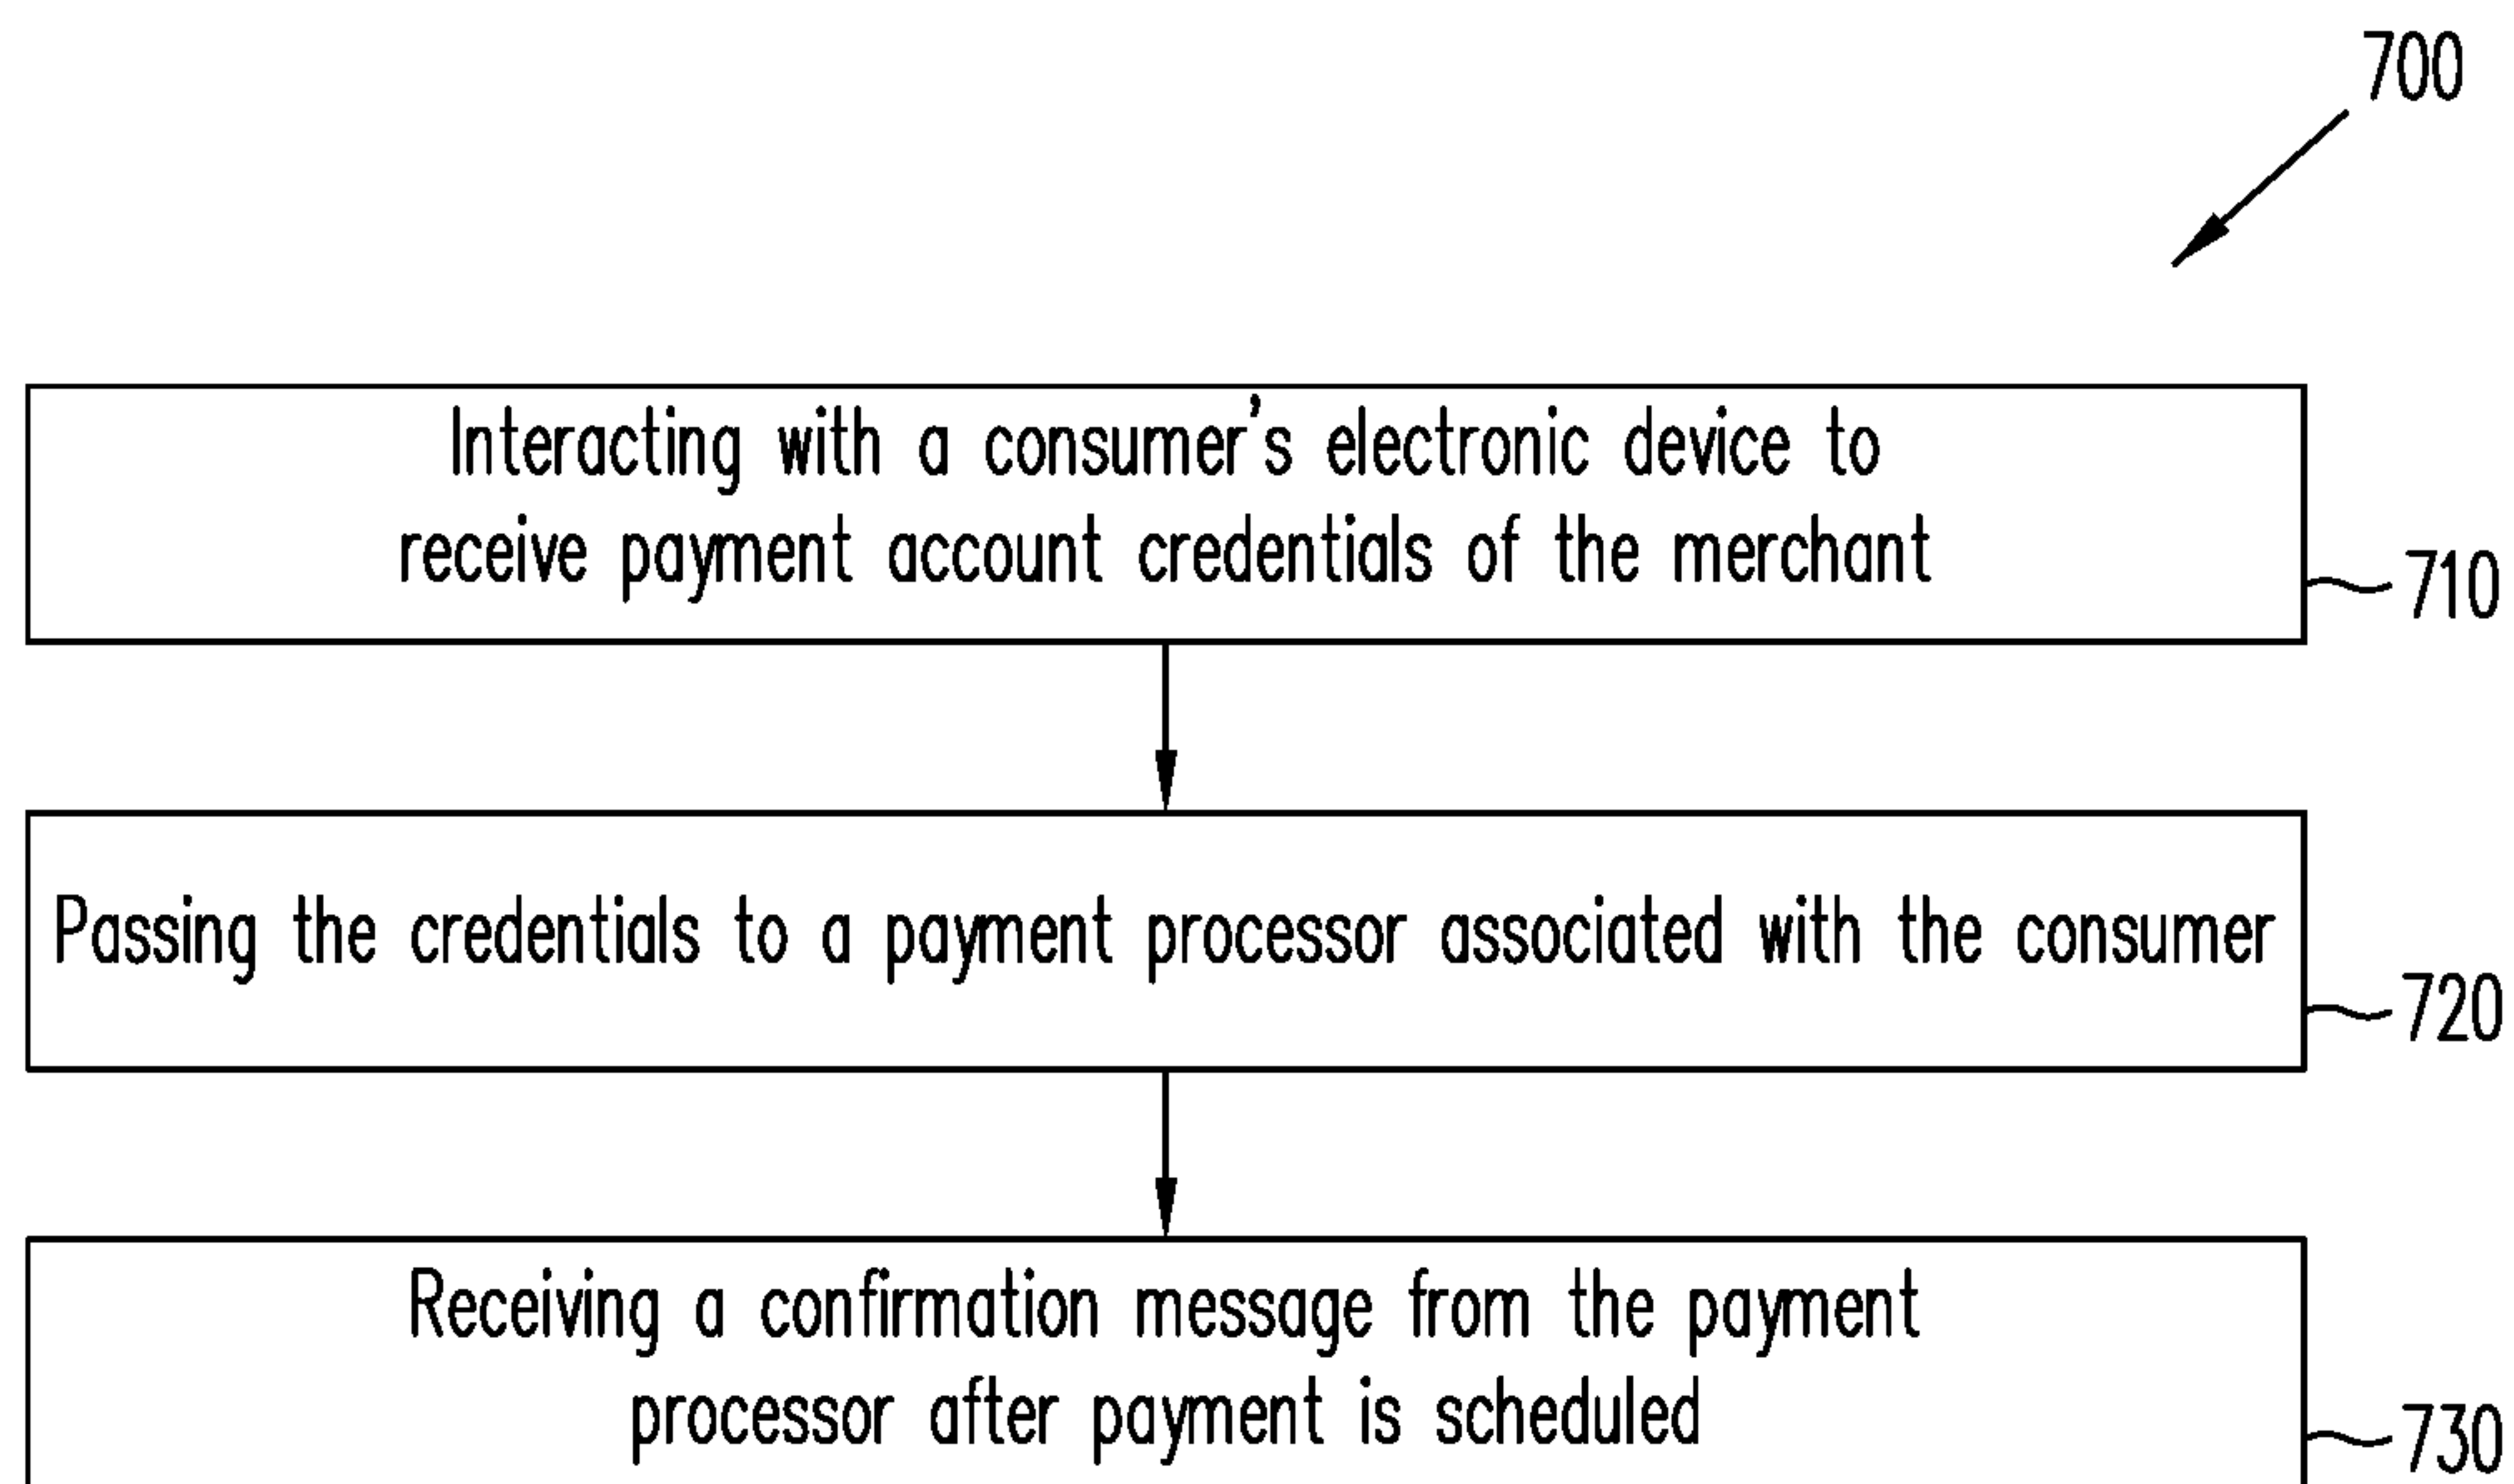 700
Interacting with a consumer's electronic device to
receive payment account credentials of the merchant
710
Passing the credentials to a payment processor associated with the consumer
720
Receiving a confirmation message from the payment
processor after payment is scheduled
730